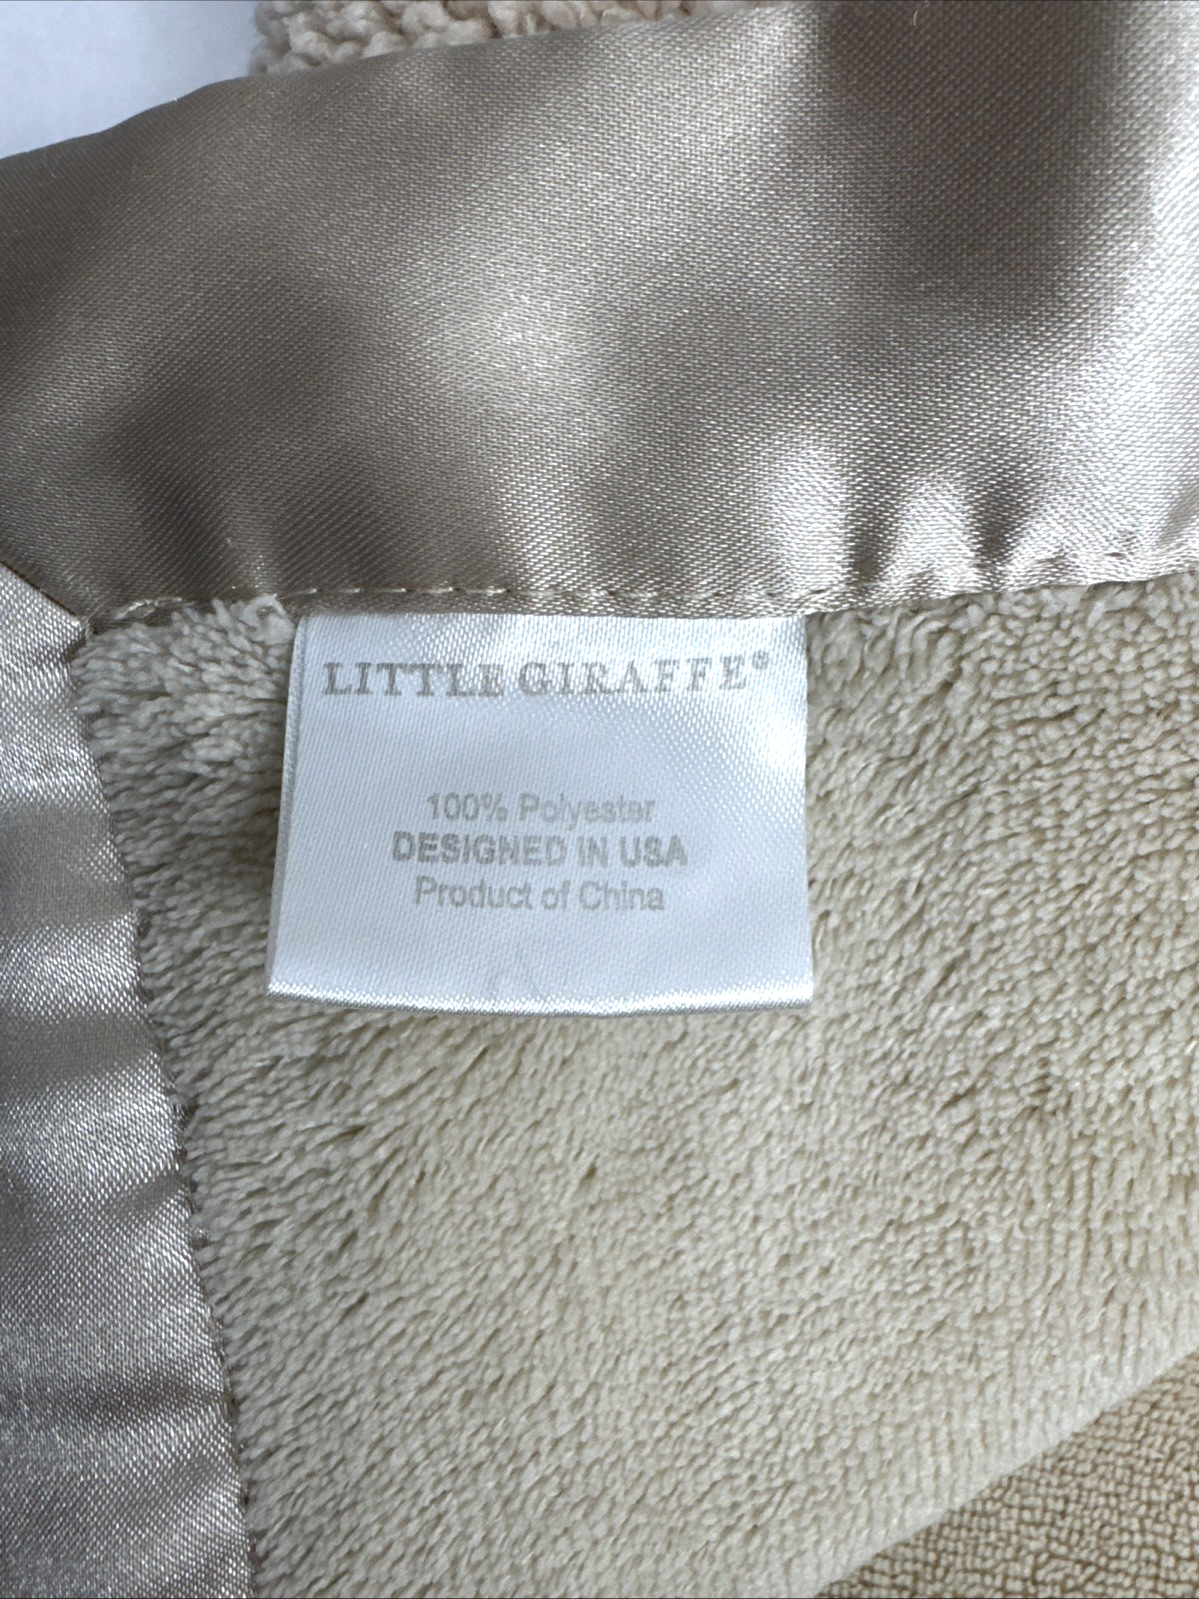 LITTLE GIRAFFE®
100% Polyester
DESIGNED IN USA
Product of China